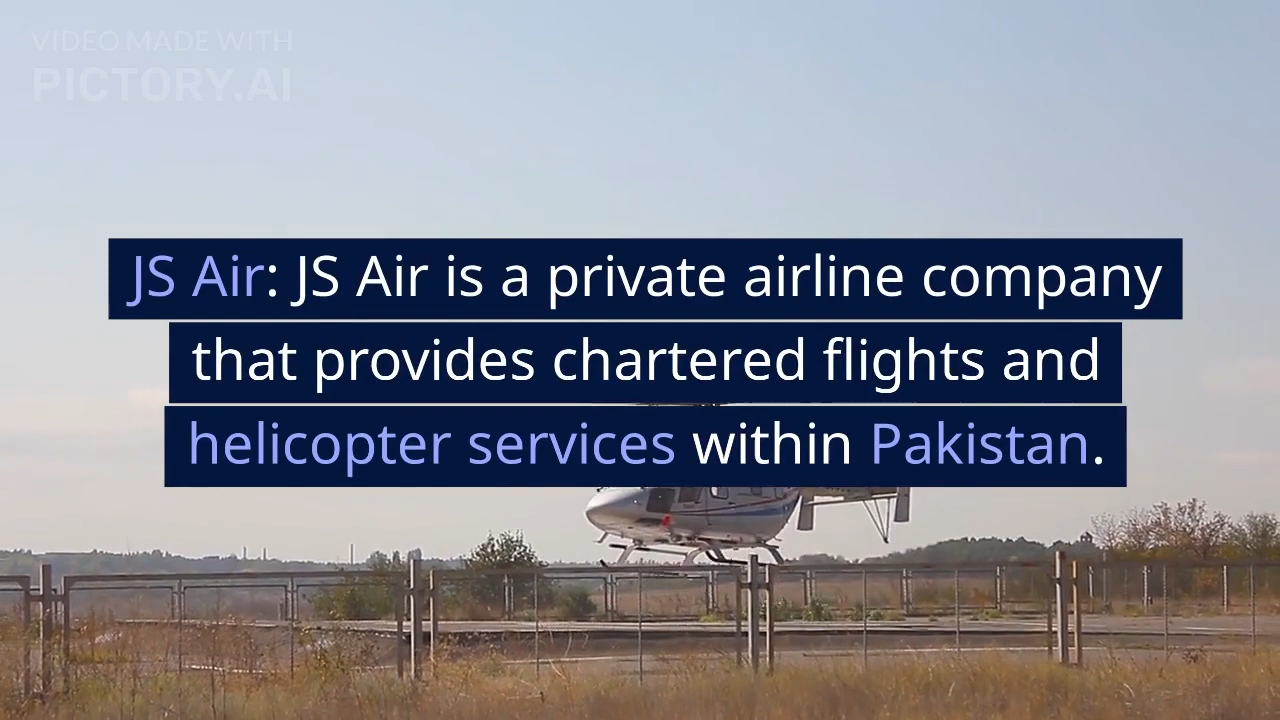 VIDEO MADE WITH
PICTORY.AI
JS Air: JS Air is a private airline company
that provides chartered flights and
helicopter services within Pakistan.